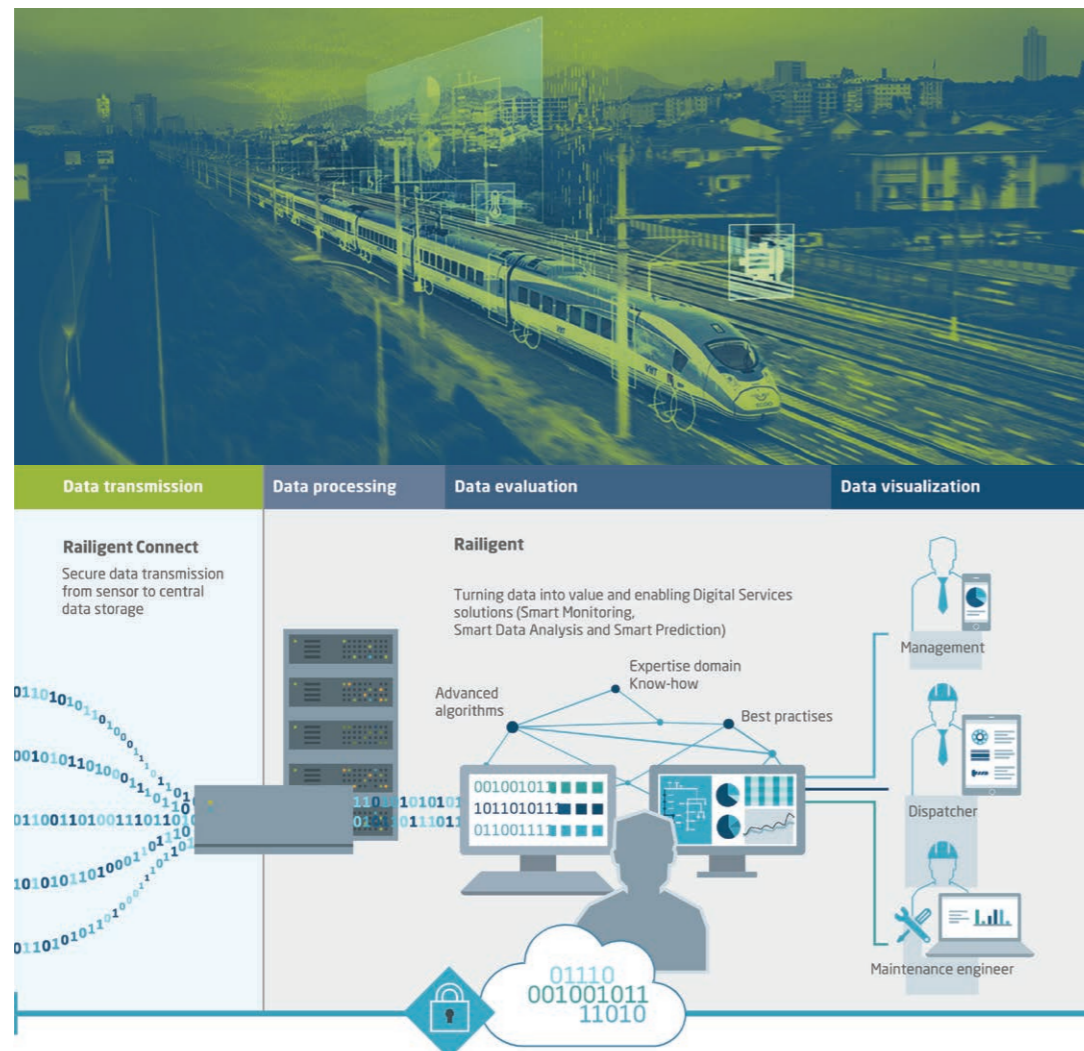 VHT
Data transmission
Data processing
Data evaluation
Data visualization
Railigent Connect
Secure data transmission
from sensor to central
data storage
Railigent
Turning data into value and enabling Digital Services
solutions (Smart Monitoring,
Smart Data Analysis and Smart Prediction)
Advanced
algorithms
Expertise domain
Know-how
Best practises
001001011
1011010111
011001111
Management
Dispatcher
Maintenance engineer
01110
001001011
11010